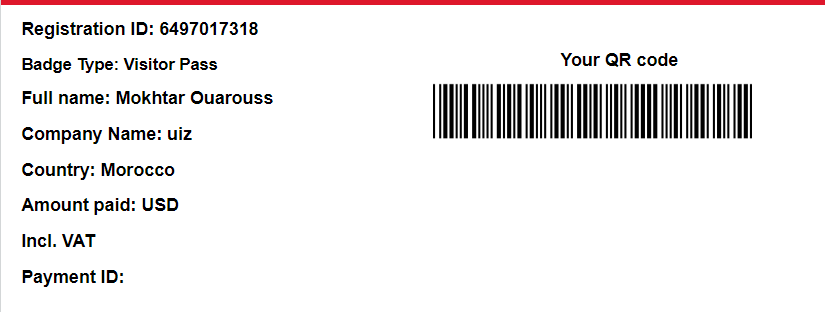 Registration ID: 6497017318
Badge Type: Visitor Pass
Full name: Mokhtar Ouarouss
Company Name: uiz
Country: Morocco
Amount paid: USD
Incl. VAT
Payment ID:
Your QR code